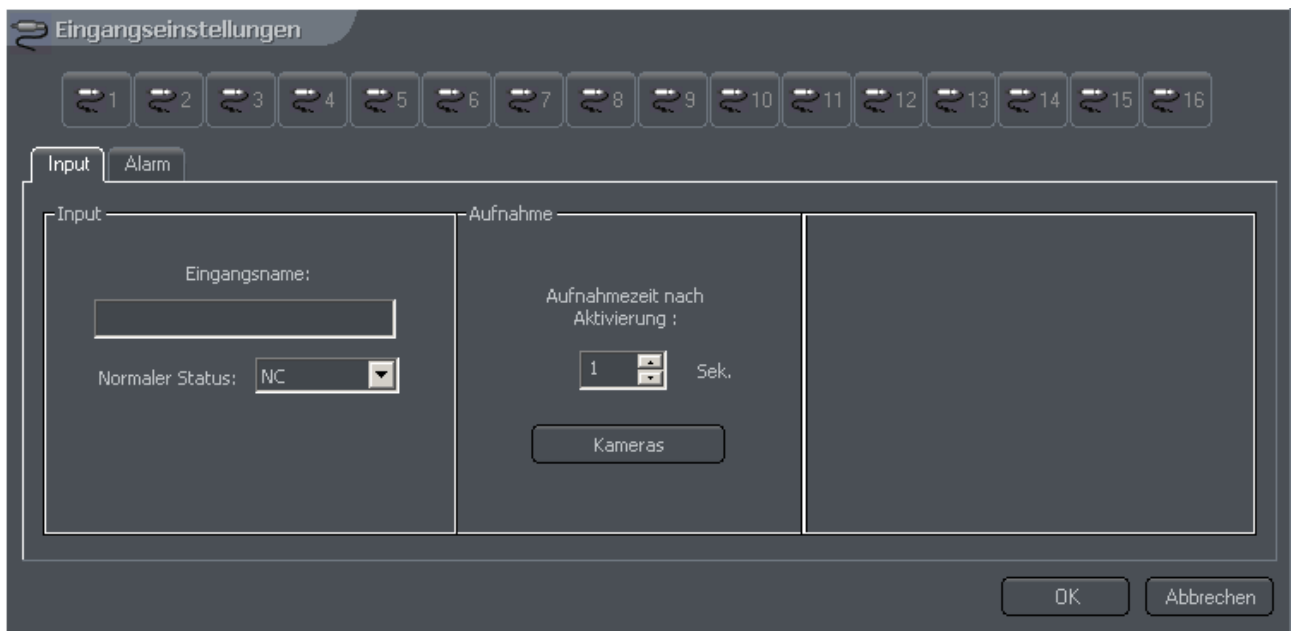 Eingangseinstellungen
1 2 3 4 5 6 7 8 9 10 11 12 13 14 15 16
Input Alarm
Input
Eingangsname:
Normaler Status: NC
Aufnahme
Aufnahmezeit nach
Aktivierung :
1 Sek.
Kameras
OK Abbrechen